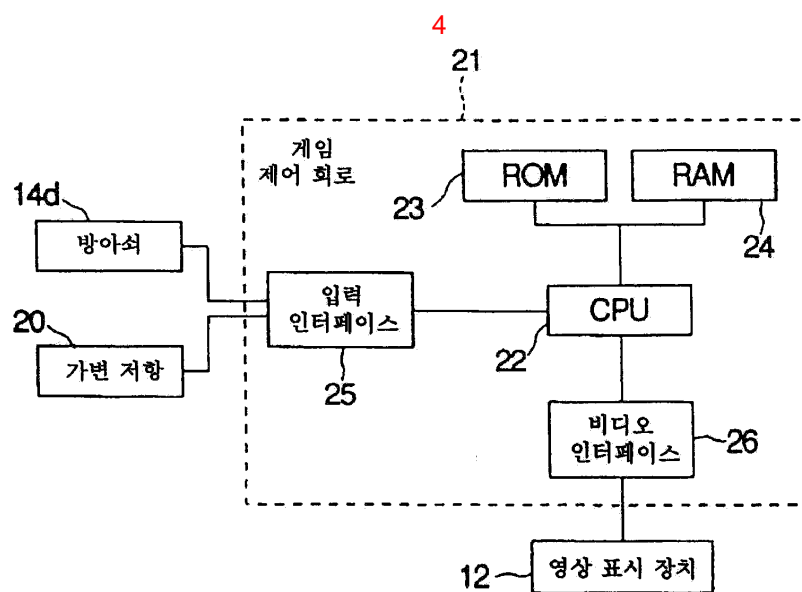 4
21
게임
제어 회로
ROM
RAM
23
24
14d
방아쇠
입력
인터페이스
CPU
20
가변 저항
25
22
비디오
인터페이스
26
12
영상 표시 장치